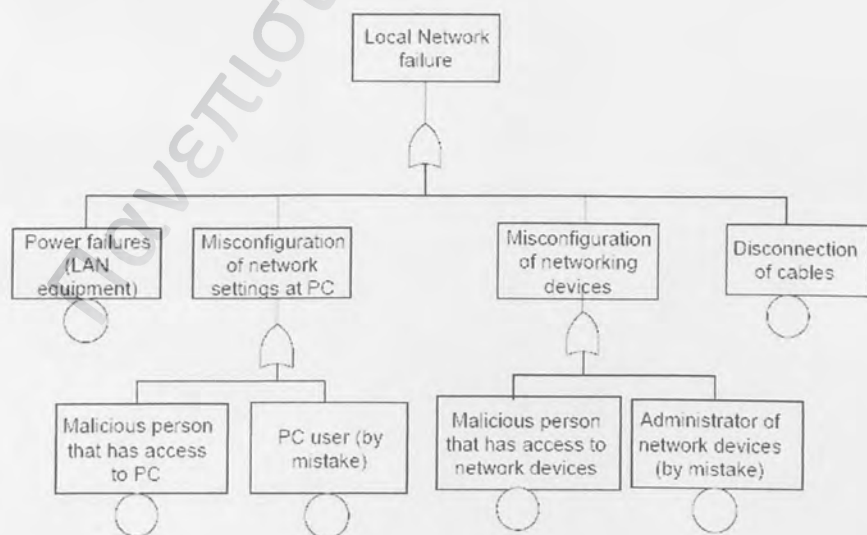 Πανεπισ
Local Network
failure
Power failures
(LAN
equipment)
Misconfiguration
of network
settings at PC
Misconfiguration
of networking
devices
Disconnection
of cables
Malicious person
that has access
to PC
PC user (by
mistake)
Malicious person
that has access to
network devices
Administrator of
network devices
(by mistake)